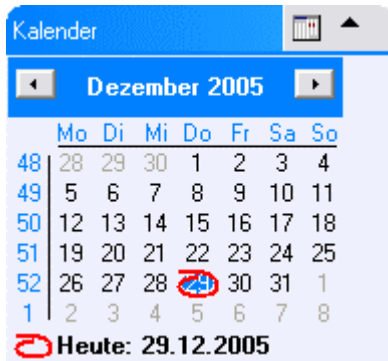 Kalender
Dezember 2005
Mo Di Mi Do Fr Sa So
48 28 29 30 1 2 3 4
49 5 6 7 8 9 10 11
50 12 13 14 15 16 17 18
51 19 20 21 22 23 24 25
52 26 27 28 29 30 31 1
1 2 3 4 5 6 7 8
Heute: 29.12.2005